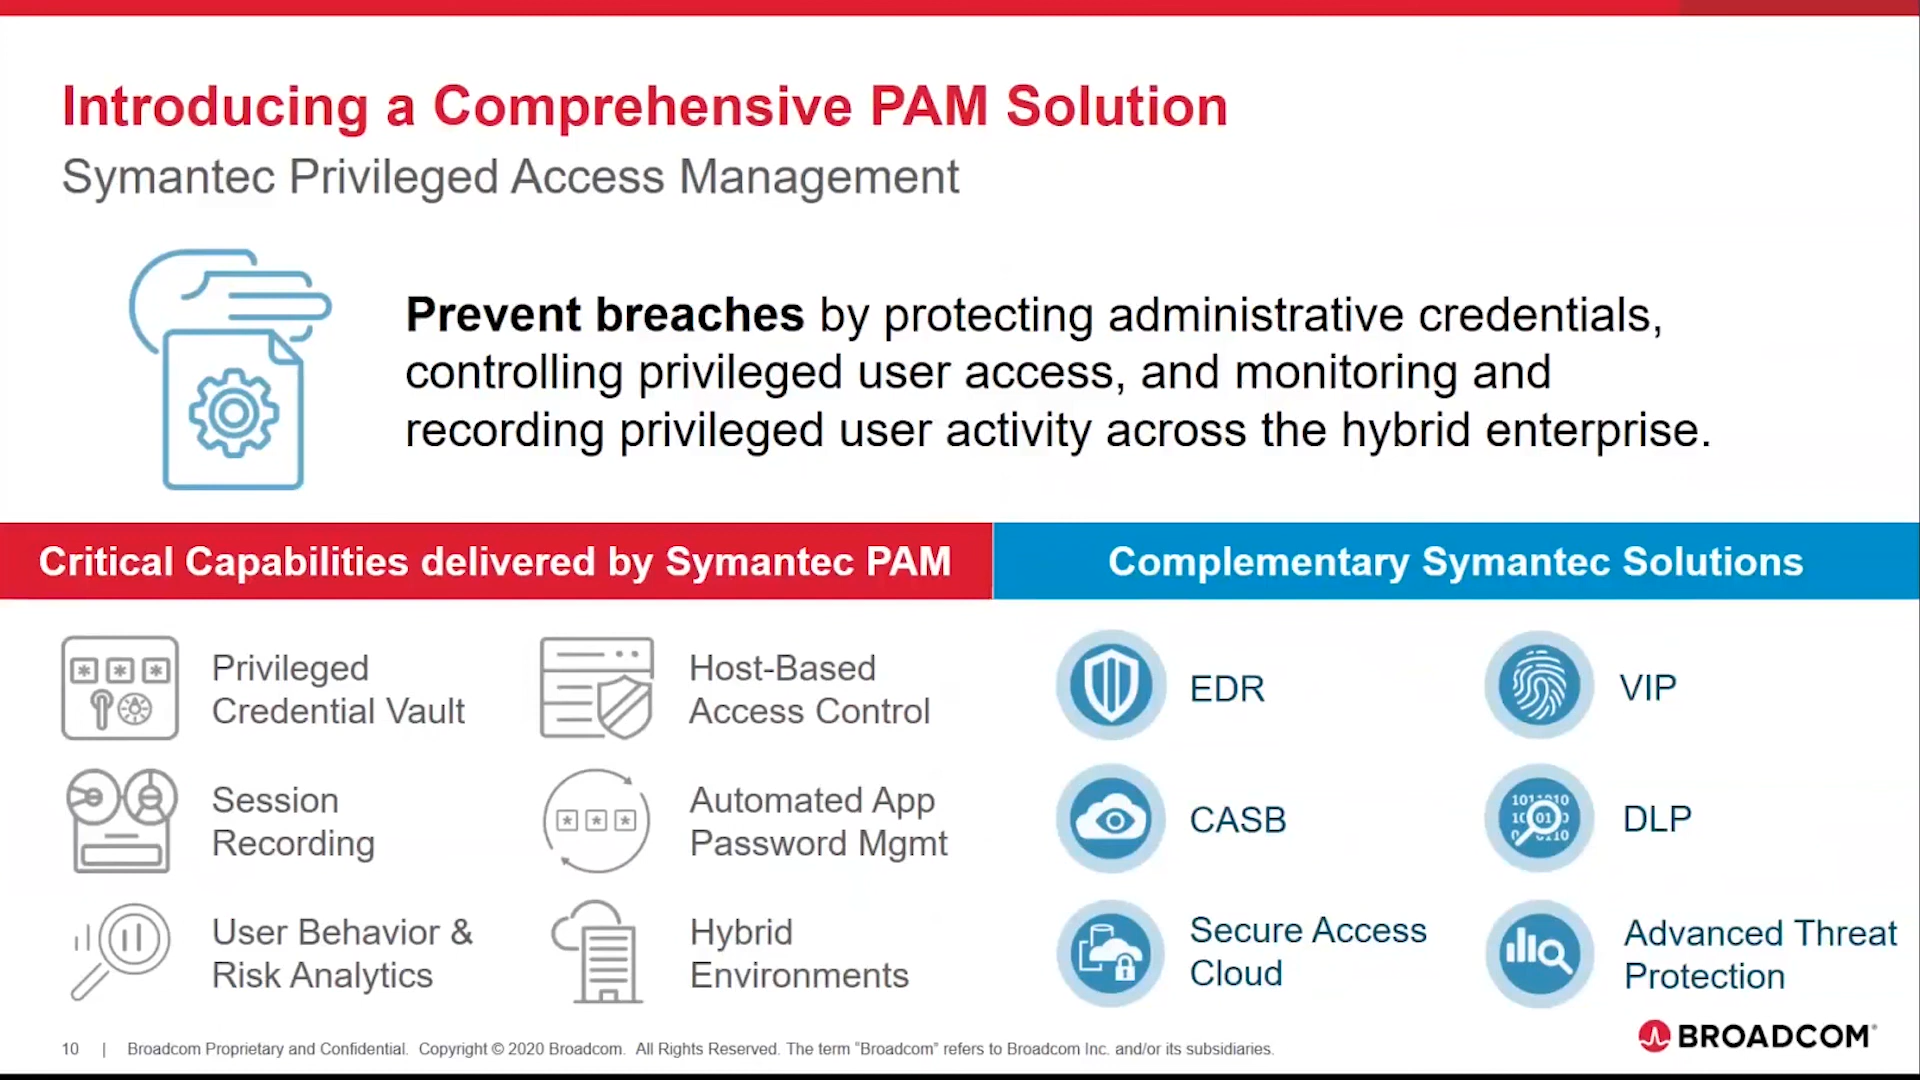 Introducing a Comprehensive PAM Solution
Symantec Privileged Access Management
Prevent breaches by protecting administrative credentials,
controlling privileged user access, and monitoring and
recording privileged user activity across the hybrid enterprise.
Critical Capabilities delivered by Symantec PAM
Complementary Symantec Solutions
Privileged
Credential Vault
Host-Based
Access Control
EDR
VIP
Session
Recording
Automated App
Password Mgmt
CASB
DLP
User Behavior &
Risk Analytics
Hybrid
Environments
Secure Access
Cloud
Advanced Threat
Protection
10 | Broadcom Proprietary and Confidential. Copyright © 2020 Broadcom. All Rights Reserved. The term “Broadcom” refers to Broadcom Inc. and/or its subsidiaries.
BROADCOM®